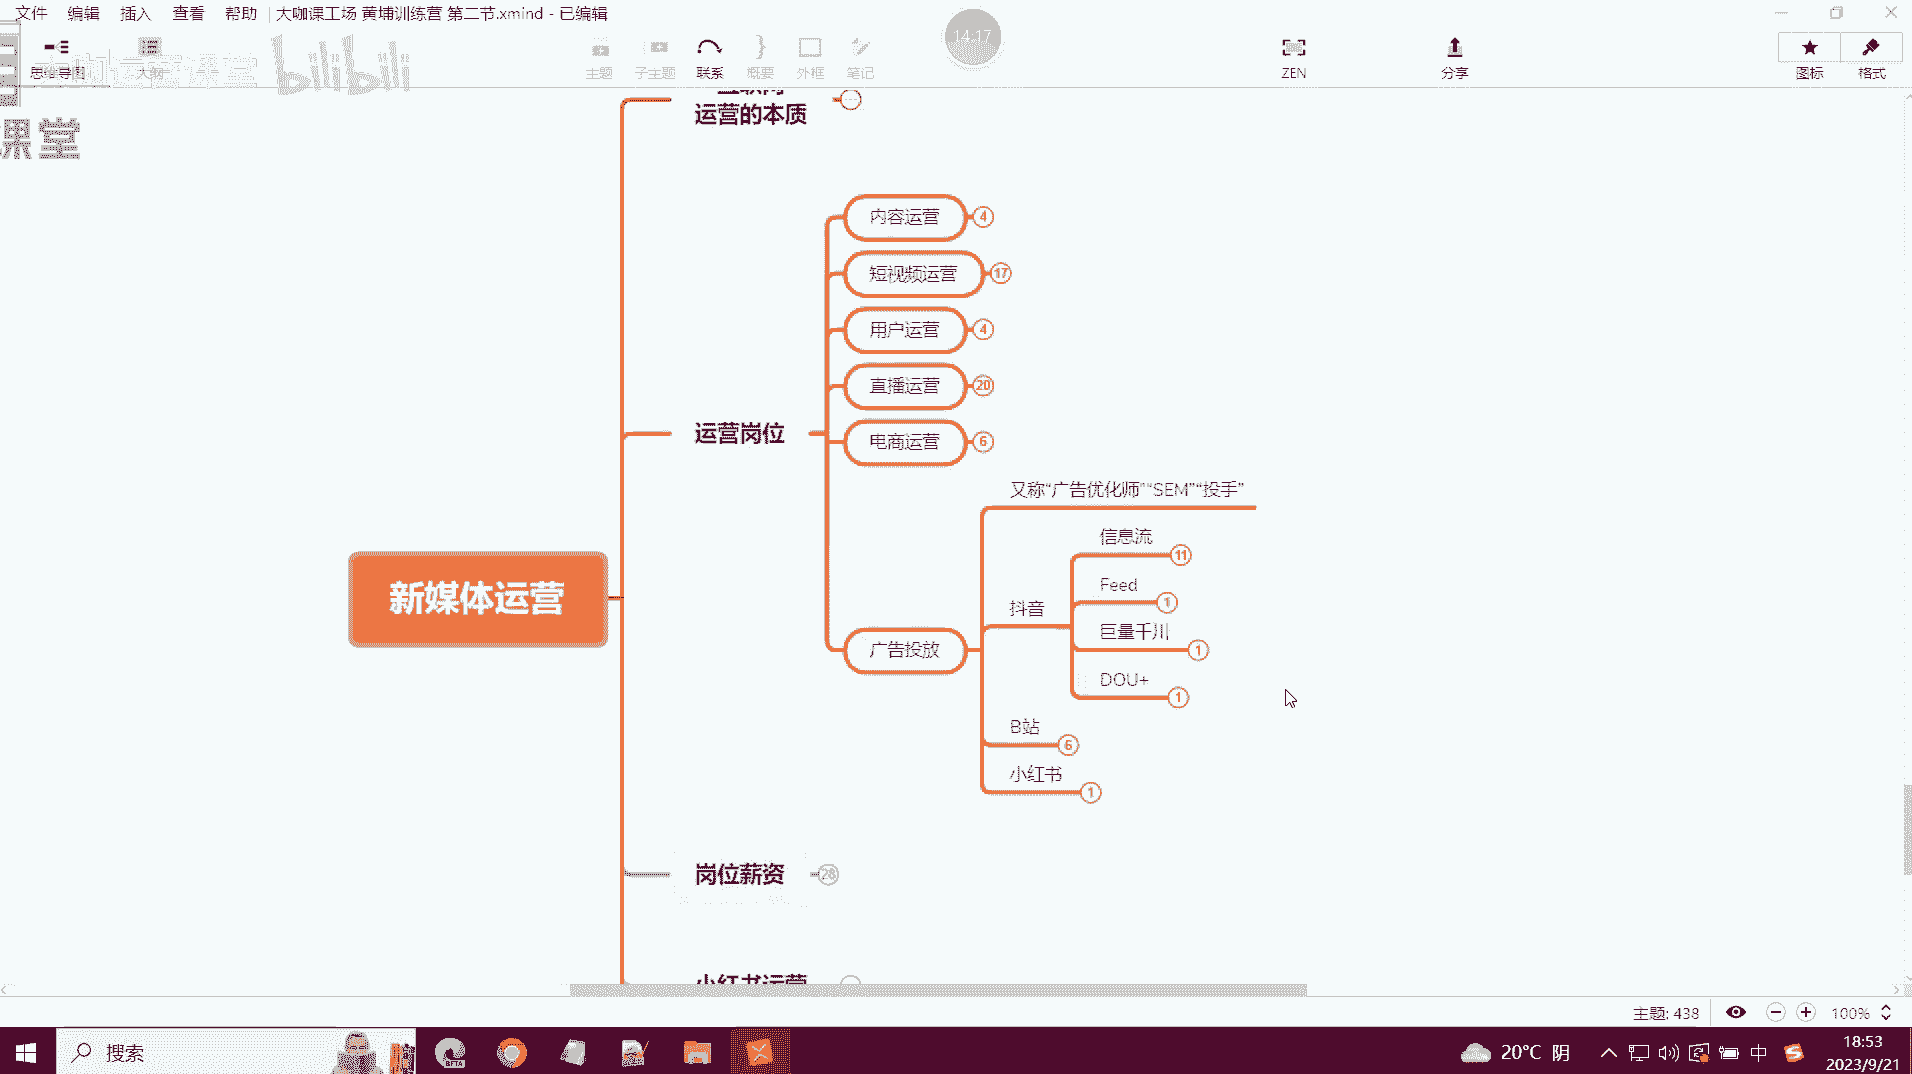 文件 编辑 插入 查看 帮助 大咖课工场 黄埔训练营 第二节.xmind - 已编辑
14:17
思维导图 大纲 主题 子主题 联系 概要 外框 笔记 ZEN 分享 图标 格式
大咖运营课堂 bilibili
课堂
运营的本质
内容运营 4
短视频运营 17
用户运营 4
直播运营 20
运营岗位
电商运营 6
又称“广告优化师”“SEM”“投手”
信息流 11
Feed 1
抖音
巨量千川 1
新媒体运营
广告投放
DOU+ 1
B站 6
小红书 1
岗位薪资 28
小红书运营
主题: 438 100%
搜索 BETA 20°C 阴 中 18:53
2023/9/21